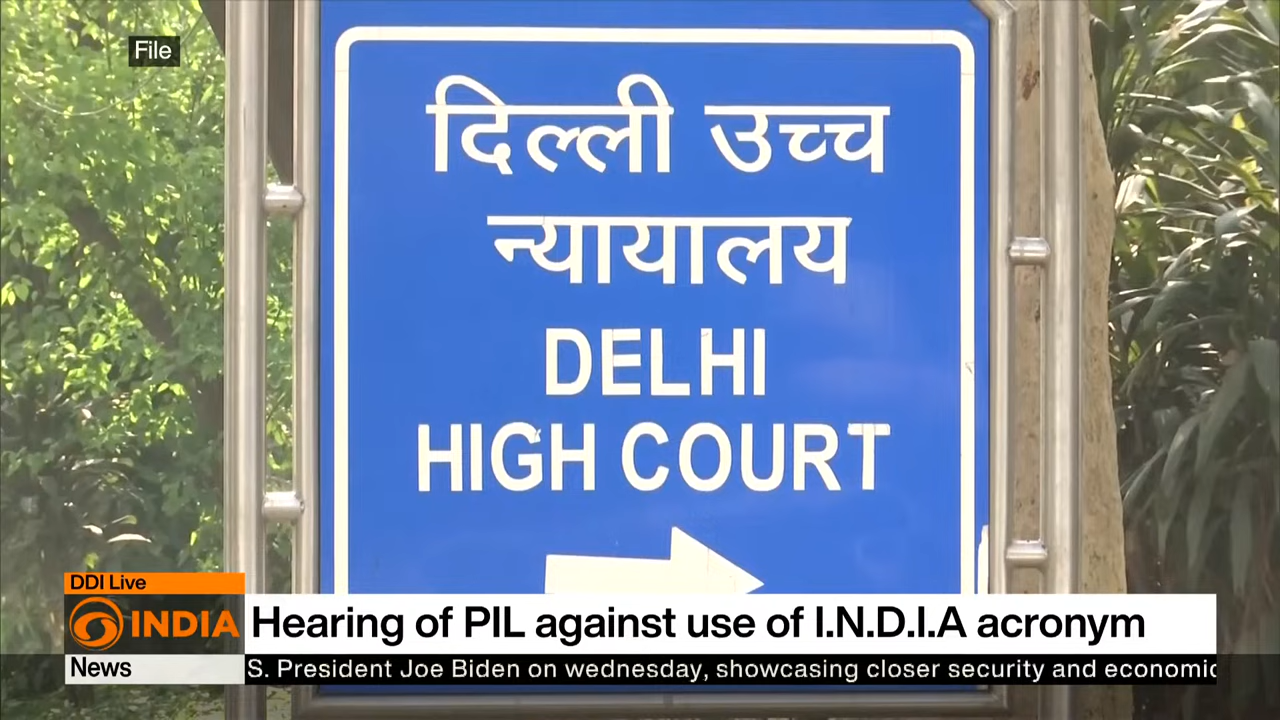 File
दिल्ली उच्च
न्यायालय
DELHI
HIGH COURT
DDI Live
INDIA
Hearing of PIL against use of I.N.D.I.A acronym
News
S. President Joe Biden on wednesday, showcasing closer security and economic